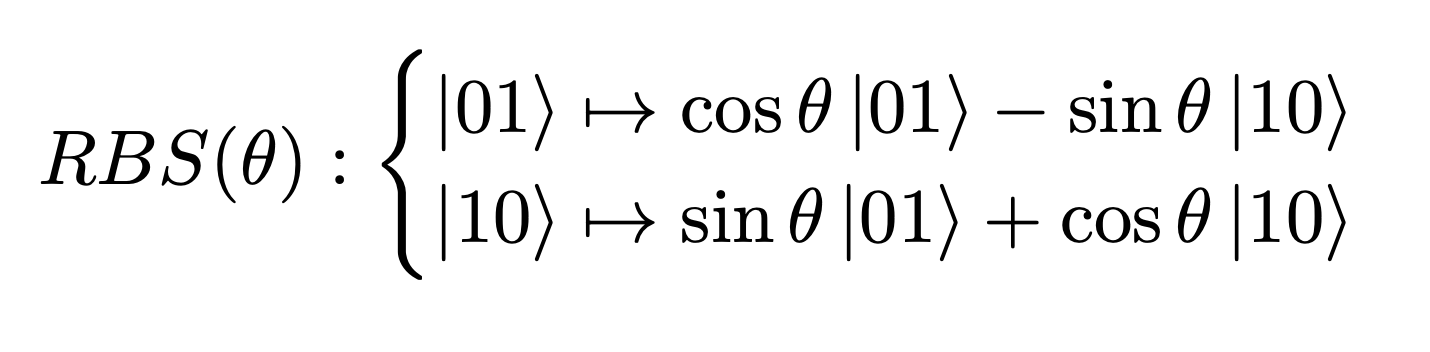 RBS(θ) : {
|01⟩ ↦ cos θ |01⟩ − sin θ |10⟩
|10⟩ ↦ sin θ |01⟩ + cos θ |10⟩